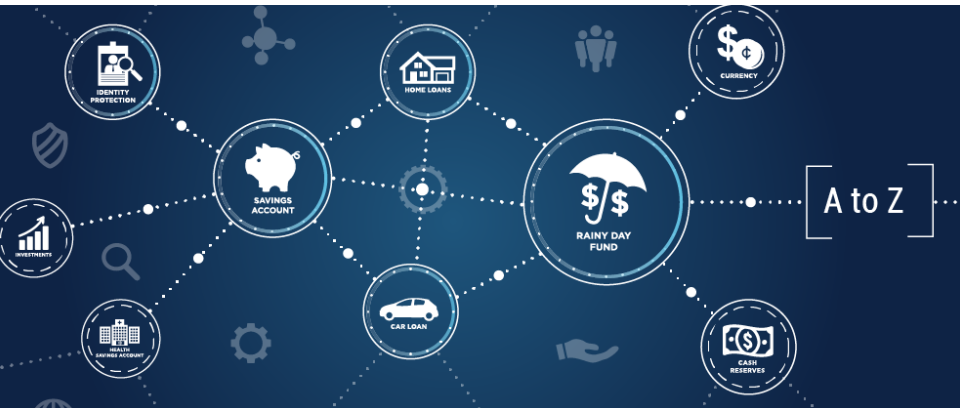 IDENTITY
PROTECTION
HOME LOANS
$
¢
CURRENCY
SAVINGS
ACCOUNT
$ $
RAINY DAY
FUND
A to Z
INVESTMENTS
CAR LOAN
HEALTH
SAVINGS ACCOUNT
$
CASH
RESERVES